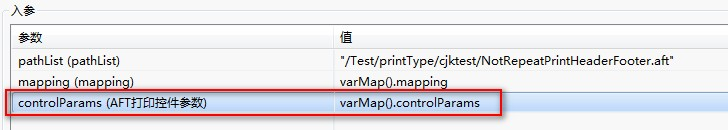 入参
参数 值
pathList (pathList) "/Test/printType/cjktest/NotRepeatPrintHeaderFooter.aft"
mapping (mapping) varMap().mapping
controlParams (AFT打印控件参数) varMap().controlParams